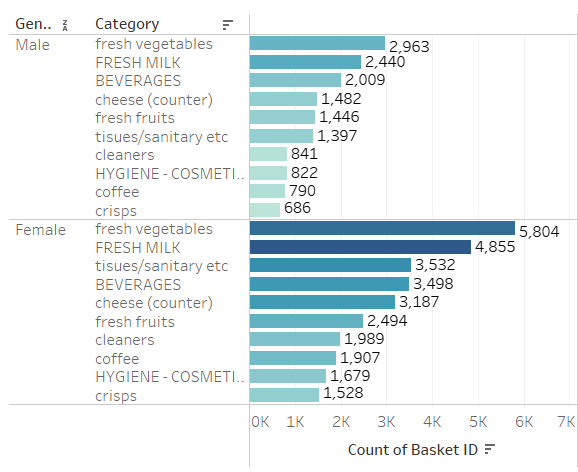 Gen.. Z A Category
Male fresh vegetables 2,963
FRESH MILK 2,440
BEVERAGES 2,009
cheese (counter) 1,482
fresh fruits 1,446
tisues/sanitary etc 1,397
cleaners 841
HYGIENE - COSMETI.. 822
coffee 790
crisps 686
Female fresh vegetables 5,804
FRESH MILK 4,855
tisues/sanitary etc 3,532
BEVERAGES 3,498
cheese (counter) 3,187
fresh fruits 2,494
cleaners 1,989
coffee 1,907
HYGIENE - COSMETI.. 1,679
crisps 1,528
0K 1K 2K 3K 4K 5K 6K 7K
Count of Basket ID